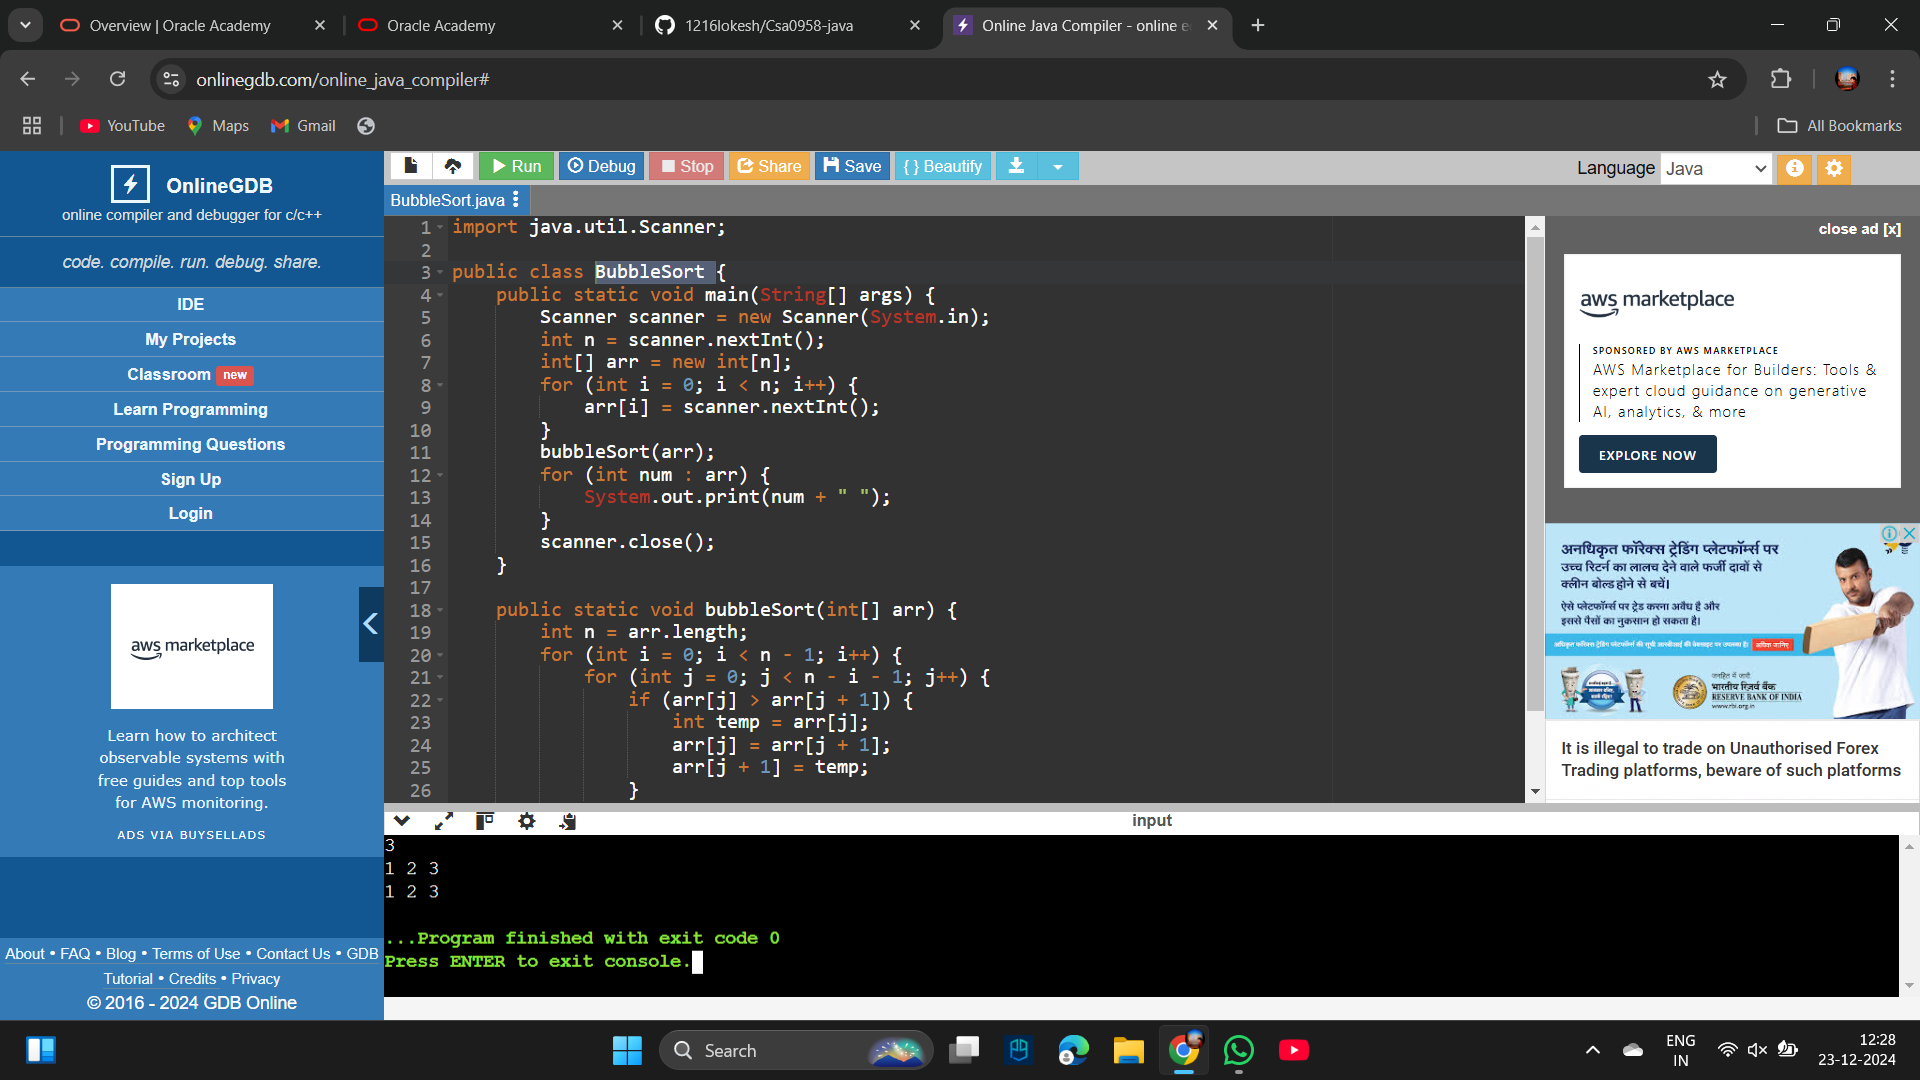 Overview | Oracle Academy
Oracle Academy
1216lokesh/Csa0958-java
Online Java Compiler - online e
onlinegdb.com/online_java_compiler#
YouTube
Maps
Gmail
All Bookmarks
OnlineGDB
online compiler and debugger for c/c++
code. compile. run. debug. share.
IDE
My Projects
Classroom new
Learn Programming
Programming Questions
Sign Up
Login
aws marketplace
Learn how to architect
observable systems with
free guides and top tools
for AWS monitoring.
ADS VIA BUYSELLADS
About • FAQ • Blog • Terms of Use • Contact Us • GDB
Tutorial • Credits • Privacy
© 2016 - 2024 GDB Online
Run
Debug
Stop
Share
Save
{ } Beautify
Language Java
BubbleSort.java
1 import java.util.Scanner;
2
3 public class BubbleSort {
4     public static void main(String[] args) {
5         Scanner scanner = new Scanner(System.in);
6         int n = scanner.nextInt();
7         int[] arr = new int[n];
8         for (int i = 0; i < n; i++) {
9             arr[i] = scanner.nextInt();
10         }
11         bubbleSort(arr);
12         for (int num : arr) {
13             System.out.print(num + " ");
14         }
15         scanner.close();
16     }
17
18     public static void bubbleSort(int[] arr) {
19         int n = arr.length;
20         for (int i = 0; i < n - 1; i++) {
21             for (int j = 0; j < n - i - 1; j++) {
22                 if (arr[j] > arr[j + 1]) {
23                     int temp = arr[j];
24                     arr[j] = arr[j + 1];
25                     arr[j + 1] = temp;
26                 }
input
3
1 2 3
1 2 3
...Program finished with exit code 0
Press ENTER to exit console.
close ad [x]
aws marketplace
SPONSORED BY AWS MARKETPLACE
AWS Marketplace for Builders: Tools &
expert cloud guidance on generative
AI, analytics, & more
EXPLORE NOW
अनधिकृत फॉरेक्स ट्रेडिंग प्लेटफॉर्म्स पर
उच्च रिटर्न का लालच देने वाले फर्जी दावों से
क्लीन बोल्ड होने से बचें।
ऐसे प्लेटफॉर्म्स पर ट्रेड करना अवैध है और
इससे पैसों का नुकसान हो सकता है।
अधिक जानिए
जनहित में जारी
भारतीय रिज़र्व बैंक
RESERVE BANK OF INDIA
www.rbi.org.in
It is illegal to trade on Unauthorised Forex
Trading platforms, beware of such platforms
Search
ENG
IN
12:28
23-12-2024